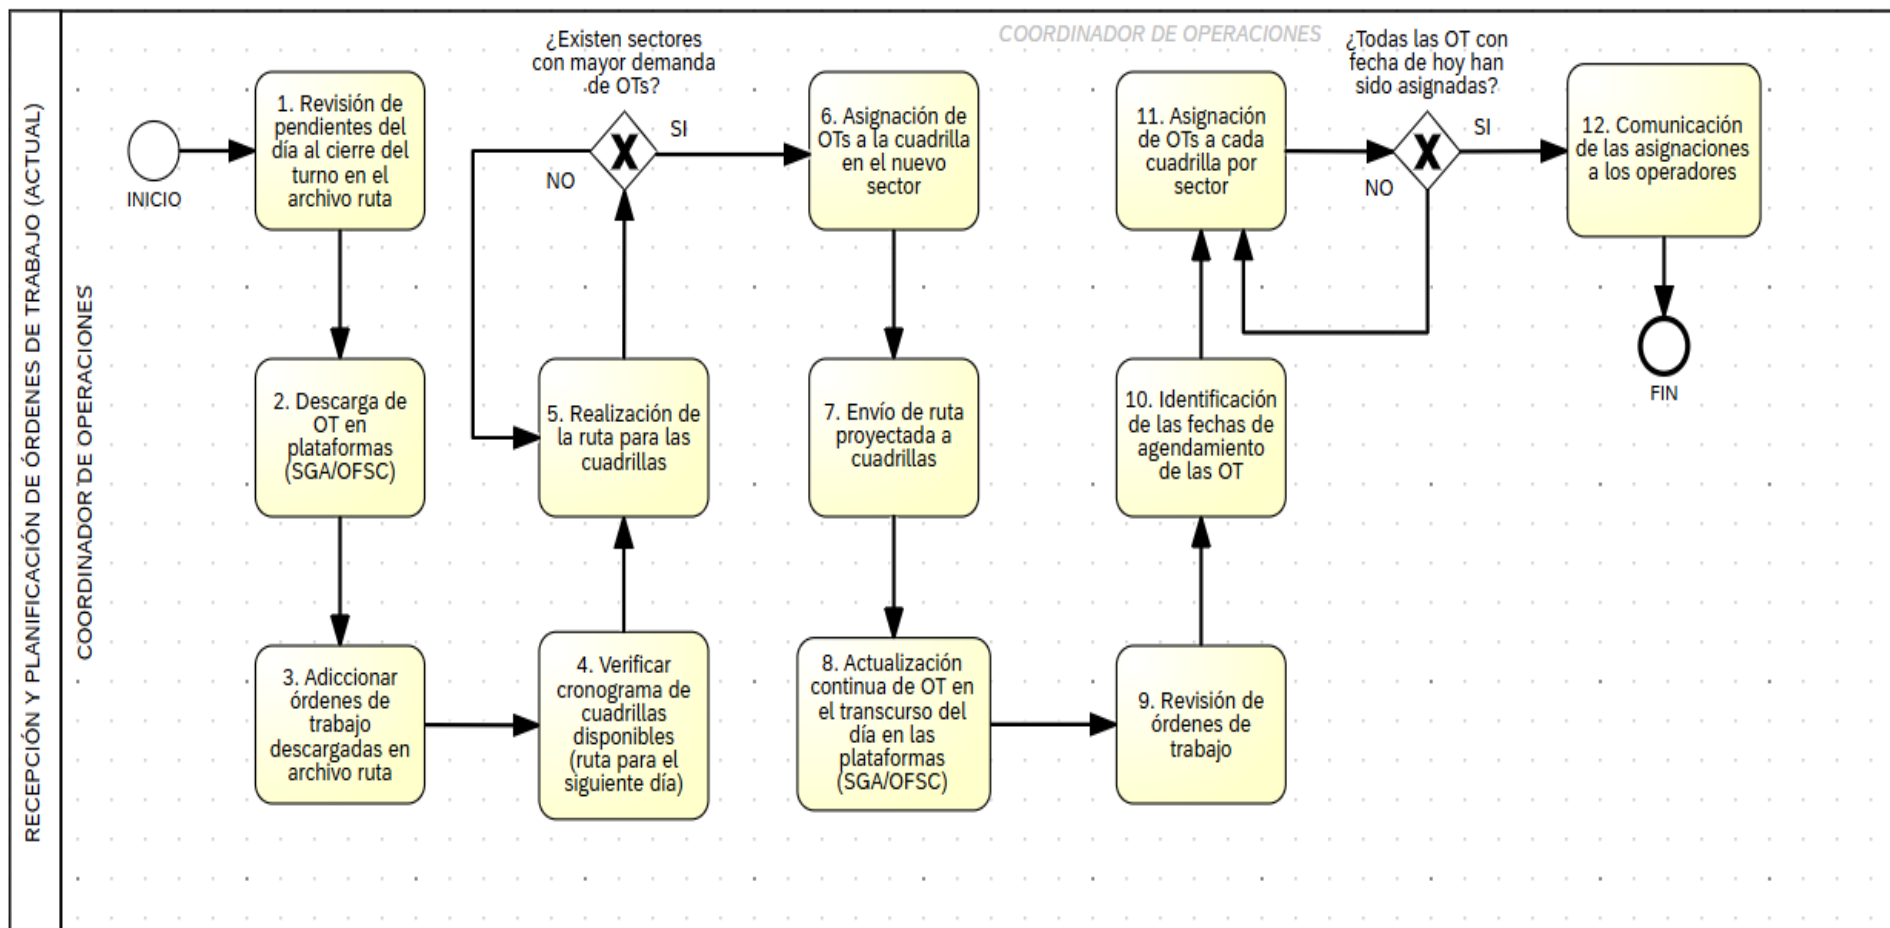 RECEPCIÓN Y PLANIFICACIÓN DE ÓRDENES DE TRABAJO (ACTUAL)
COORDINADOR DE OPERACIONES
COORDINADOR DE OPERACIONES
INICIO
1. Revisión de
pendientes del
día al cierre del
turno en el
archivo ruta
2. Descarga de
OT en
plataformas
(SGA/OFSC)
3. Adiccionar
órdenes de
trabajo
descargadas en
archivo ruta
4. Verificar
cronograma de
cuadrillas
disponibles
(ruta para el
siguiente día)
5. Realización de
la ruta para las
cuadrillas
¿Existen sectores
con mayor demanda
de OTs?
SI
NO
6. Asignación de
OTs a la cuadrilla
en el nuevo
sector
7. Envío de ruta
proyectada a
cuadrillas
8. Actualización
continua de OT en
el transcurso del
día en las
plataformas
(SGA/OFSC)
9. Revisión de
órdenes de
trabajo
10. Identificación
de las fechas de
agendamiento
de las OT
11. Asignación
de OTs a cada
cuadrilla por
sector
¿Todas las OT con
fecha de hoy han
sido asignadas?
SI
NO
12. Comunicación
de las asignaciones
a los operadores
FIN